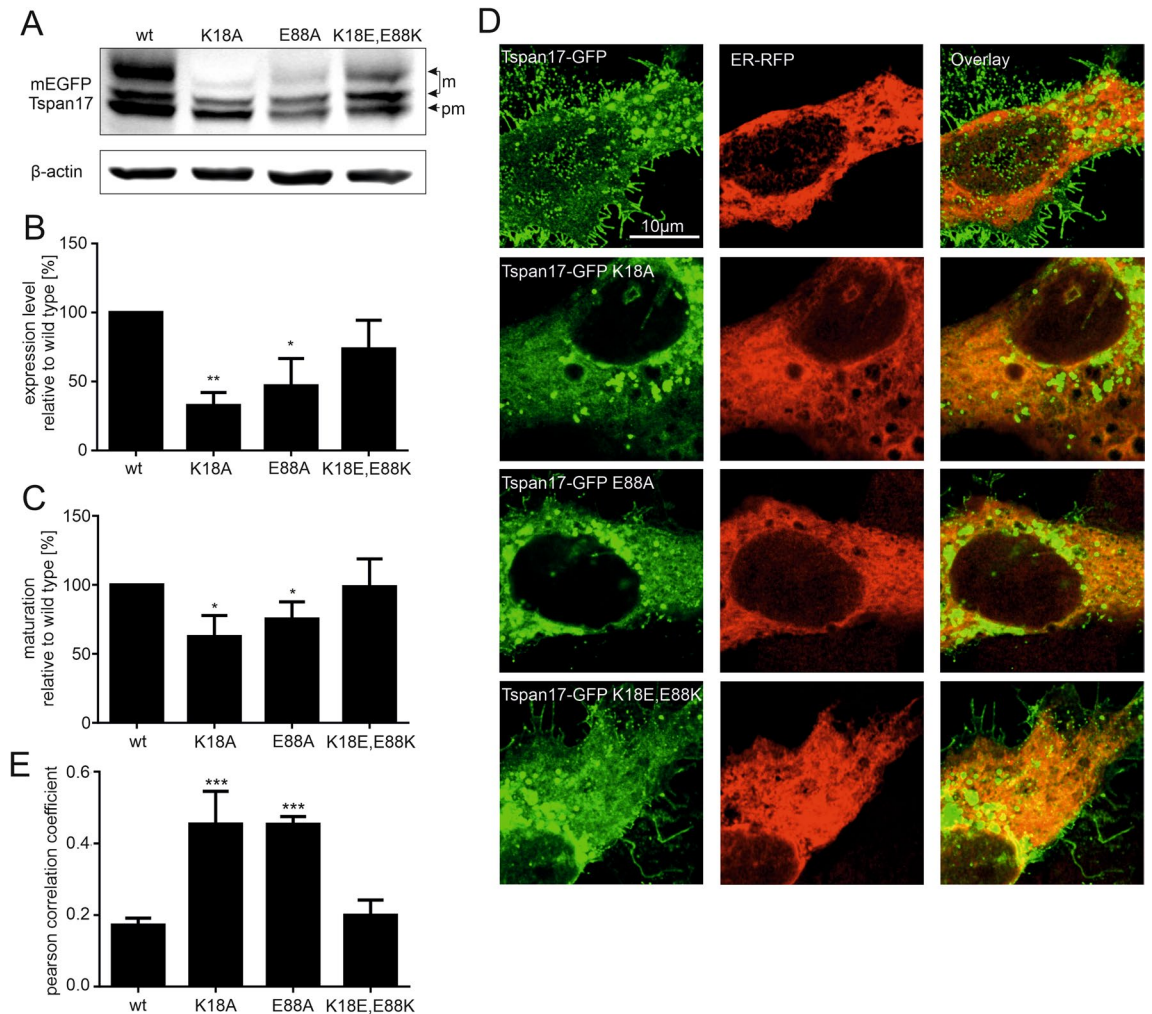 A
wt K18A E88A K18E,E88K
mEGFP
Tspan17
m
pm
β-actin
B
150
100
50
0
expression level
relative to wild type [%]
**
*
wt K18A E88A K18E,E88K
C
150
100
50
0
maturation
relative to wild type [%]
*
*
wt K18A E88A K18E,E88K
E
0.6
0.4
0.2
0.0
pearson correlation coefficient
***
***
wt K18A E88A K18E,E88K
D
Tspan17-GFP ER-RFP Overlay
10µm
Tspan17-GFP K18A
Tspan17-GFP E88A
Tspan17-GFP K18E,E88K